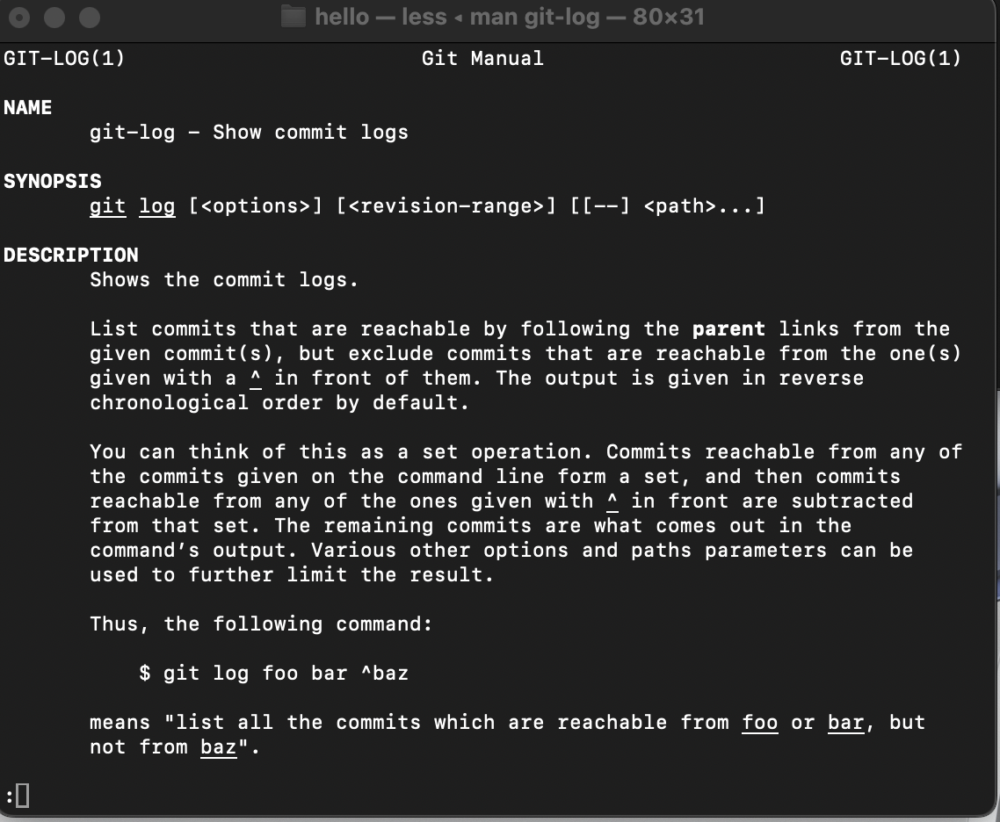 hello — less ◂ man git-log — 80×31
GIT-LOG(1) Git Manual GIT-LOG(1)
NAME
git-log - Show commit logs
SYNOPSIS
git log [<options>] [<revision-range>] [[--] <path>...]
DESCRIPTION
Shows the commit logs.
List commits that are reachable by following the parent links from the
given commit(s), but exclude commits that are reachable from the one(s)
given with a ^ in front of them. The output is given in reverse
chronological order by default.
You can think of this as a set operation. Commits reachable from any of
the commits given on the command line form a set, and then commits
reachable from any of the ones given with ^ in front are subtracted
from that set. The remaining commits are what comes out in the
command’s output. Various other options and paths parameters can be
used to further limit the result.
Thus, the following command:
$ git log foo bar ^baz
means "list all the commits which are reachable from foo or bar, but
not from baz".
: